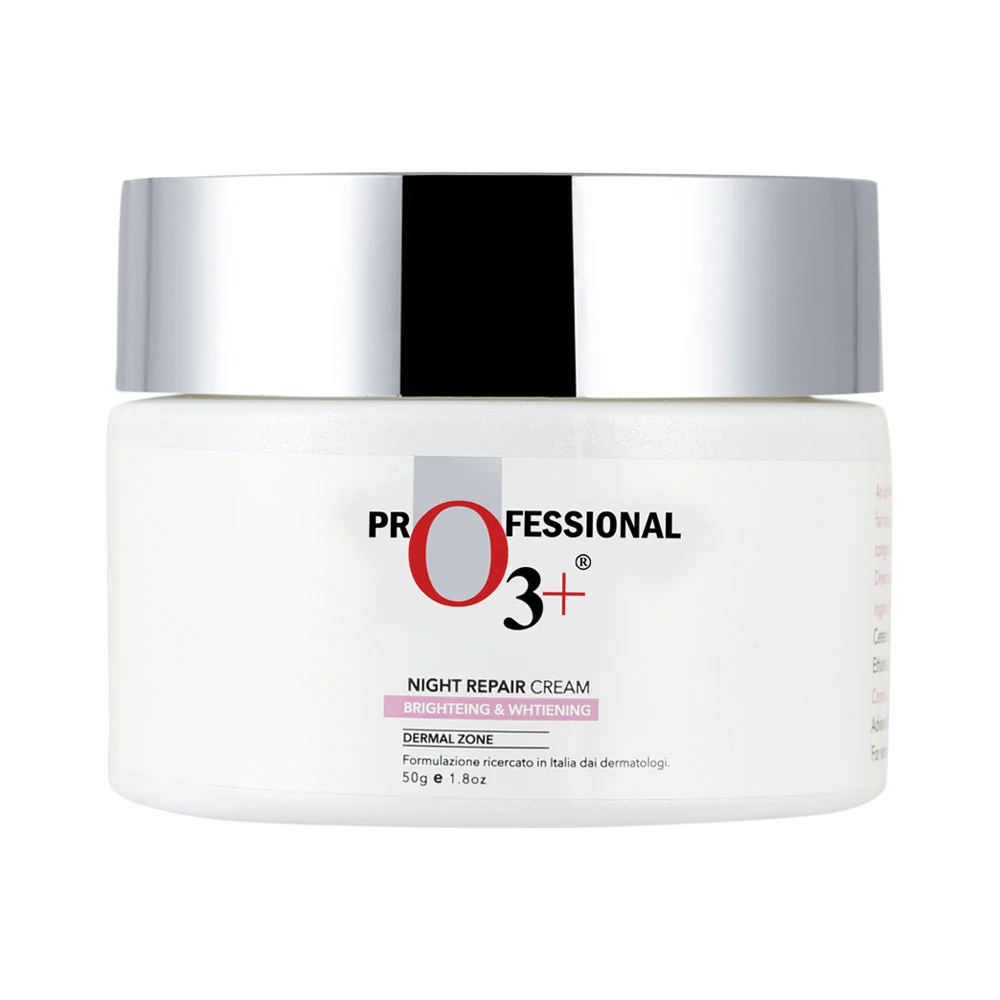 PROFESSIONAL
O3+®
NIGHT REPAIR CREAM
BRIGHTEING & WHTIENING
DERMAL ZONE
Formulazione ricercato in Italia dai dermatologi.
50g e 1.8oz